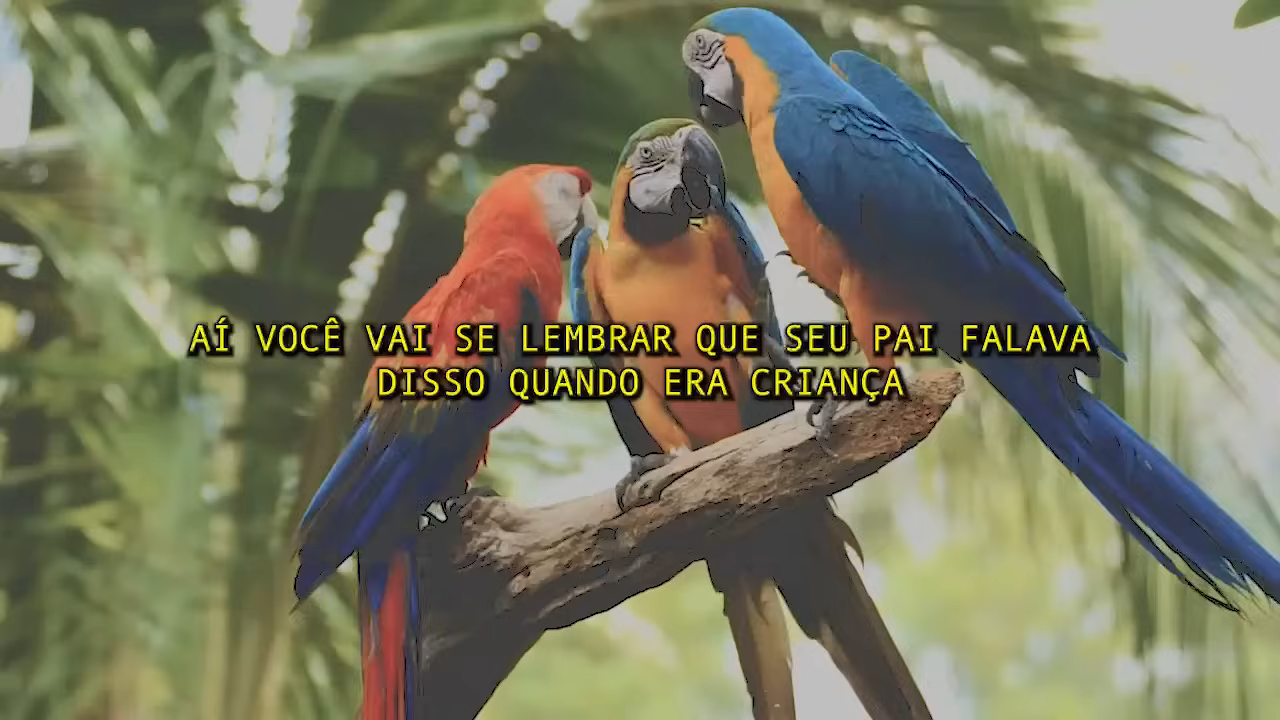 AÍ VOCÊ VAI SE LEMBRAR QUE SEU PAI FALAVA
DISSO QUANDO ERA CRIANÇA